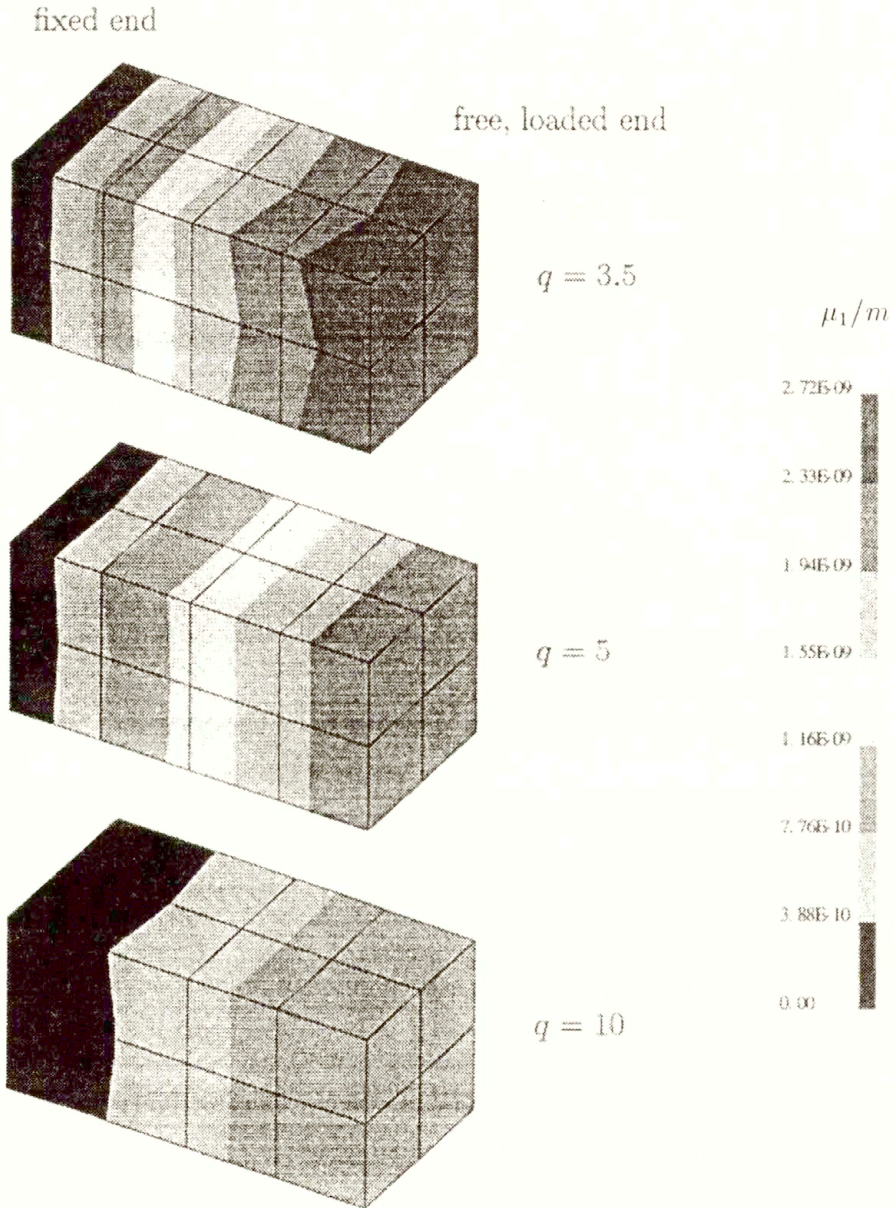 fixed end
free, loaded end
q = 3.5
μ₁/m
2.72E-09
2.33E-09
1.94E-09
q = 5
1.55E-09
1.16E-09
7.76E-10
3.88E-10
0.00
q = 10